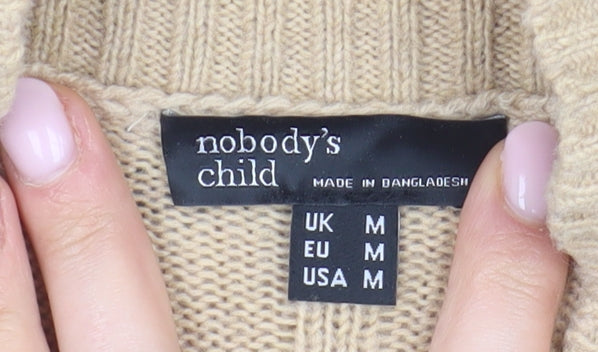 nobody's
child
MADE IN BANGLADESH
UK M
EU M
USA M